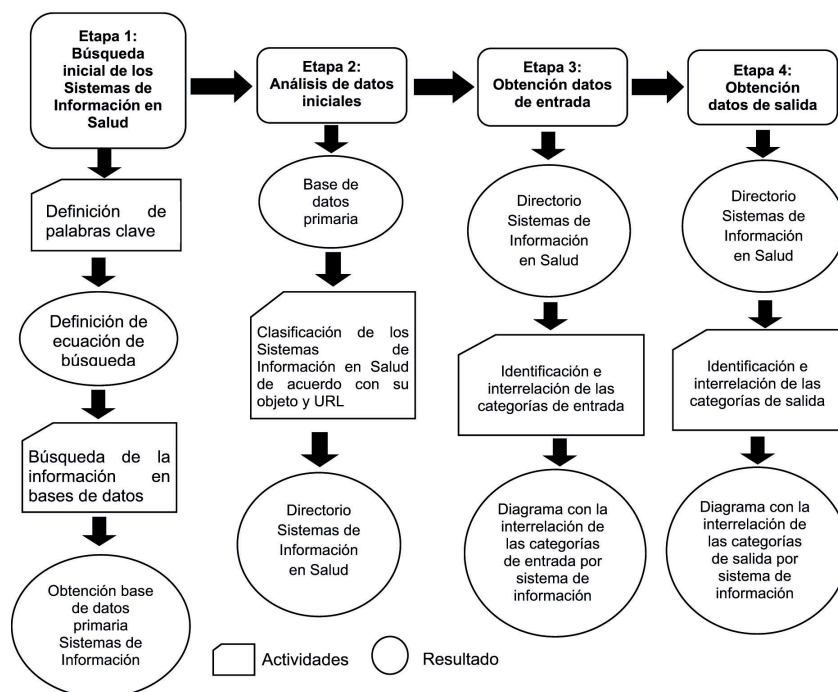 Etapa 1:
Búsqueda
inicial de los
Sistemas de
Información en
Salud
Definición de
palabras clave
Definición de
ecuación de
búsqueda
Búsqueda de la
información en
bases de datos
Obtención base
de datos
primaria
Sistemas de
Información
Etapa 2:
Análisis de datos
iniciales
Base de
datos
primaria
Clasificación de los
Sistemas de
Información en Salud
de acuerdo con su
objeto y URL
Directorio
Sistemas de
Información
en Salud
Etapa 3:
Obtención datos
de entrada
Directorio
Sistemas de
Información
en Salud
Identificación e
interrelación de las
categorías de entrada
Diagrama con la
interrelación de
las categorías
de entrada por
sistema de
información
Etapa 4:
Obtención
datos de salida
Directorio
Sistemas de
Información
en Salud
Identificación e
interrelación de las
categorías de salida
Diagrama con la
interrelación de
las categorías
de salida por
sistema de
información
Actividades
Resultado